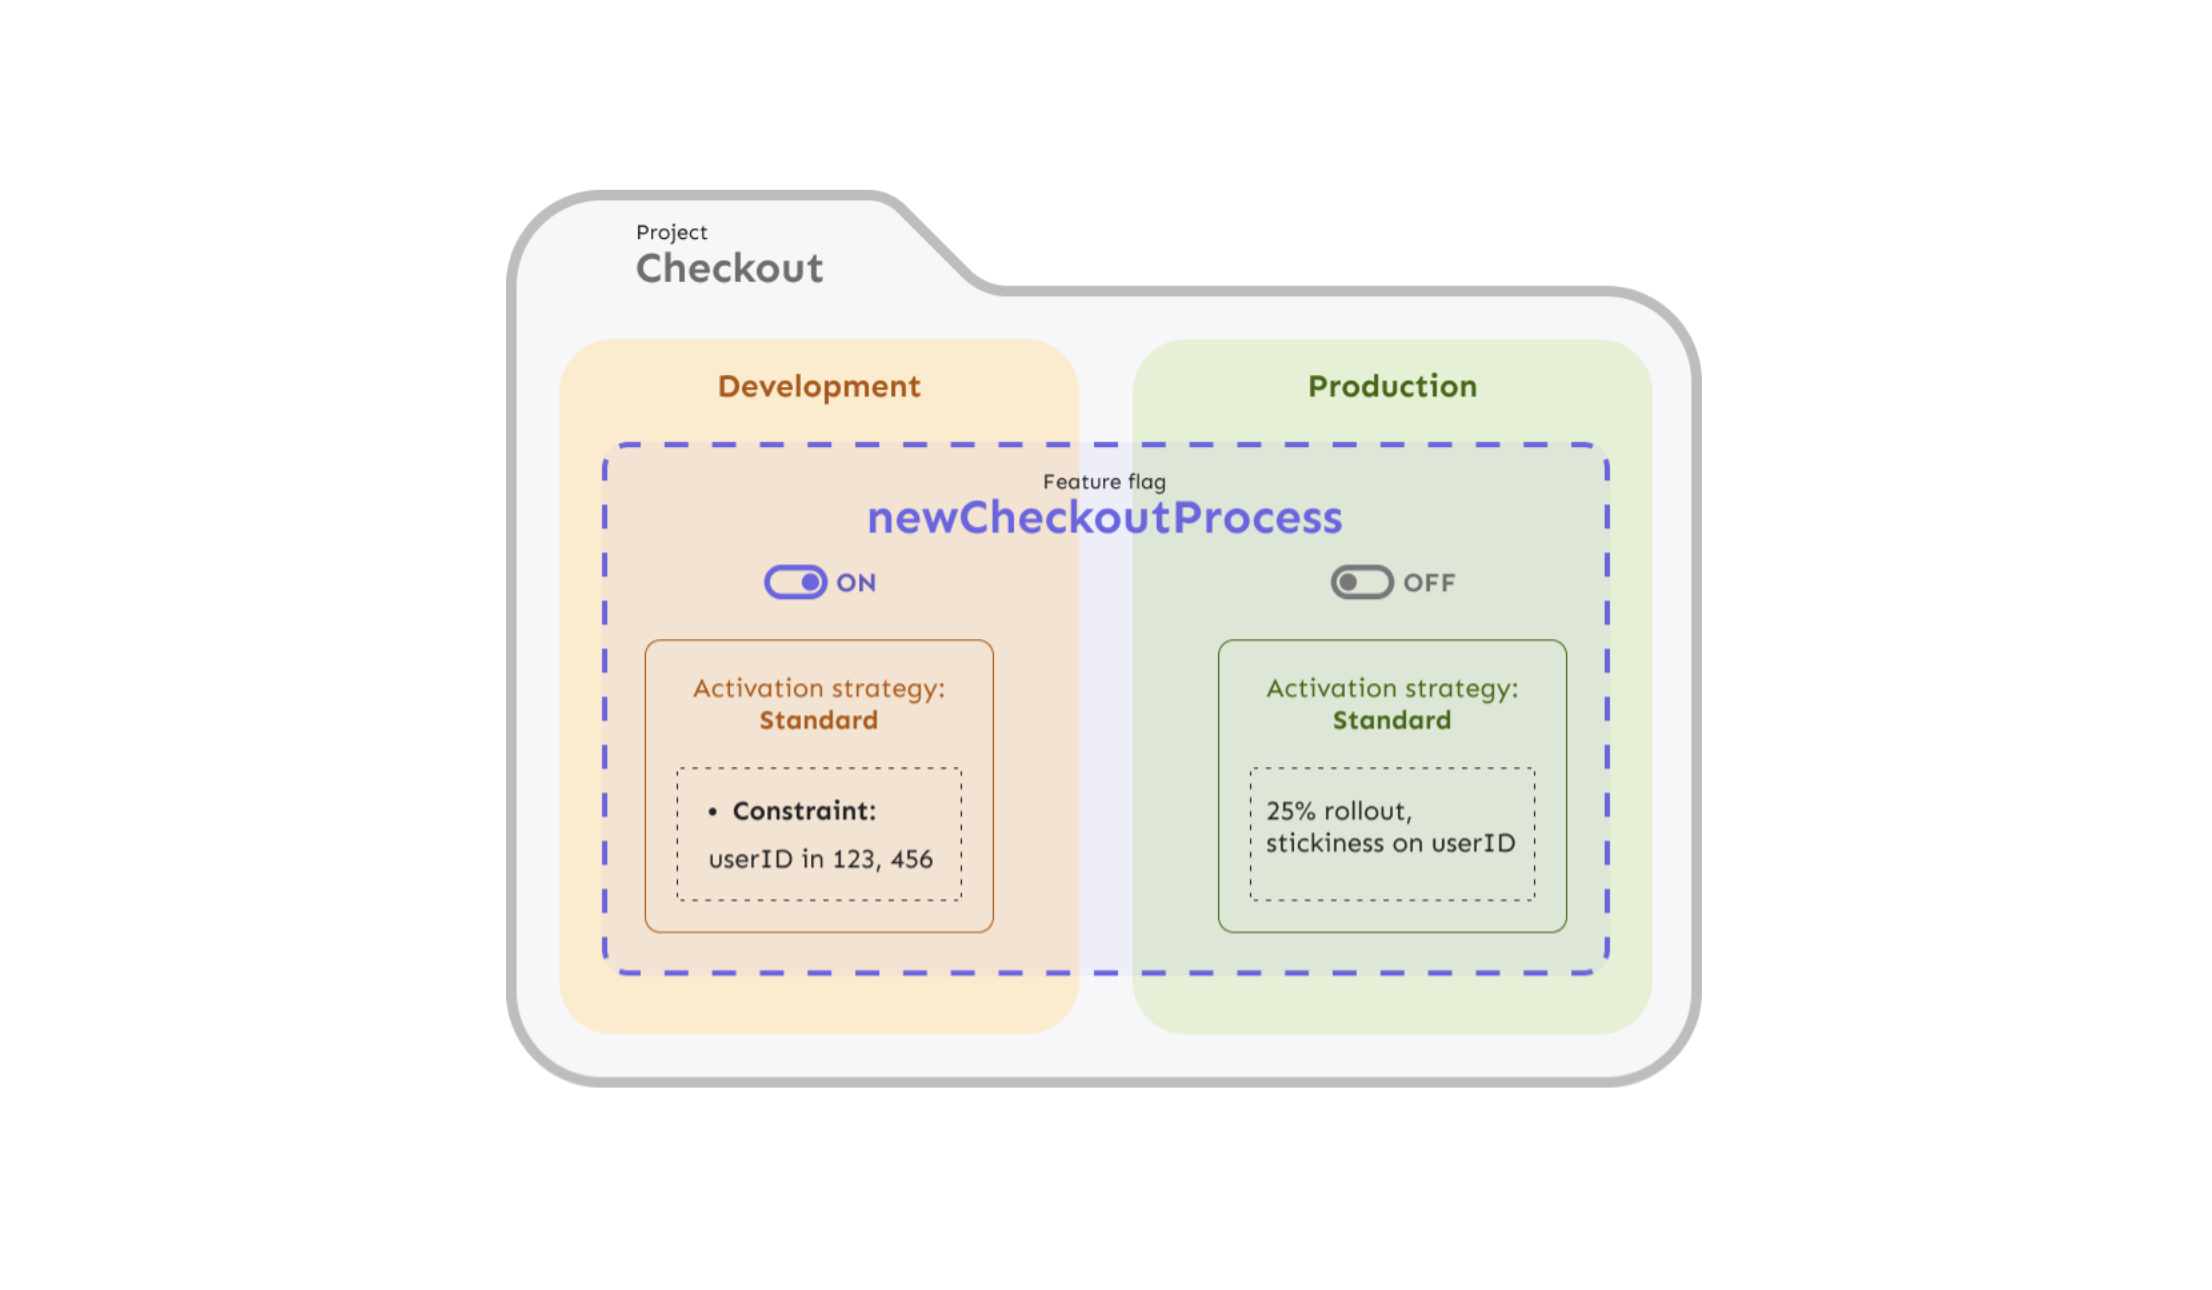 Project
Checkout
Development
Production
Feature flag
newCheckoutProcess
ON
OFF
Activation strategy:
Standard
• Constraint:
userID in 123, 456
Activation strategy:
Standard
25% rollout,
stickiness on userID